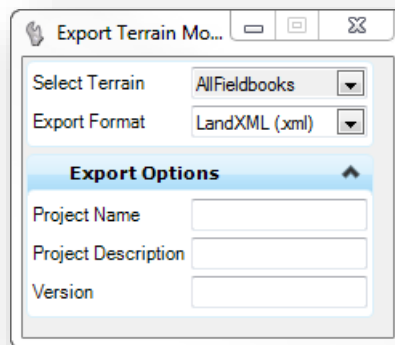 Export Terrain Mo...
Select Terrain AllFieldbooks
Export Format LandXML (.xml)
Export Options
Project Name
Project Description
Version